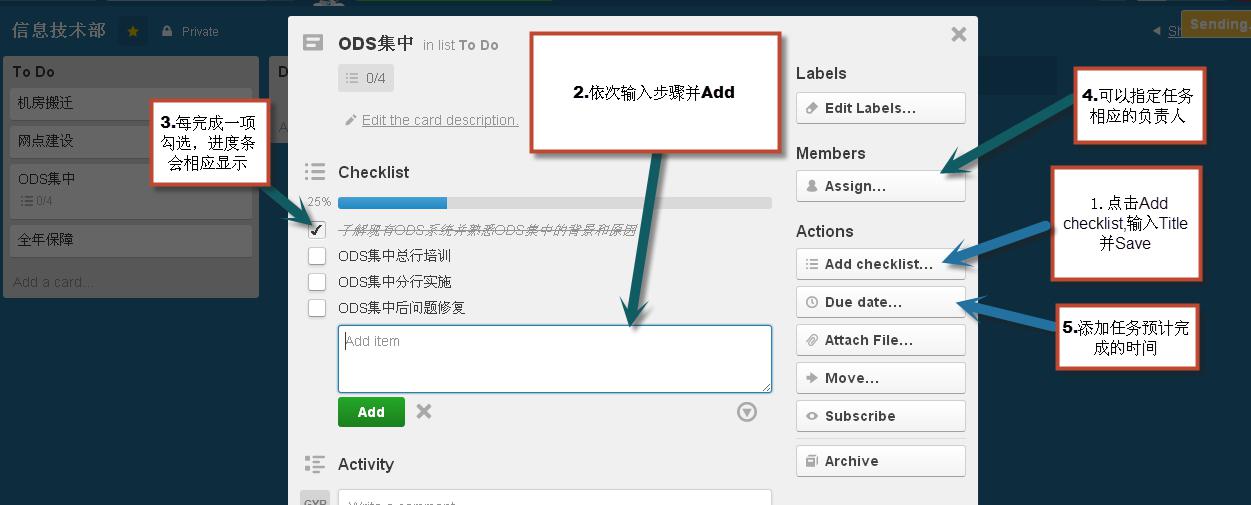 信息技术部
Private
Sending.
To Do
机房搬迁
网点建设
ODS集中
0/4
全年保障
Add a card...
3.每完成一项
勾选，进度条
会相应显示
ODS集中 in list To Do
0/4
Edit the card description.
2.依次输入步骤并Add
Checklist
25%
了解现有ODS系统并熟悉ODS集中的背景和原因
ODS集中总行培训
ODS集中分行实施
ODS集中后问题修复
Add item
Add
Activity
GYR
Write a comment
Labels
Edit Labels...
Members
Assign...
Actions
Add checklist...
Due date...
Attach File...
Move...
Subscribe
Archive
4.可以指定任务
相应的负责人
1. 点击Add
checklist,输入Title
并Save
5.添加任务预计完
成的时间